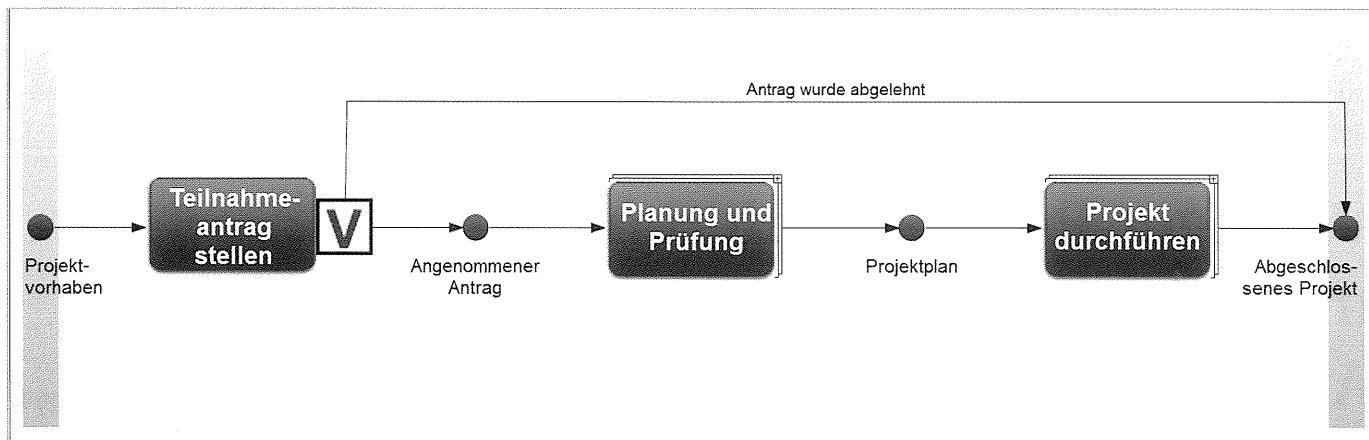 Antrag wurde abgelehnt
Teilnahme-
antrag
stellen
V
Planung und
Prüfung
Projekt
durchführen
Projekt-
vorhaben
Angenommener
Antrag
Projektplan
Abgeschlos-
senes Projekt